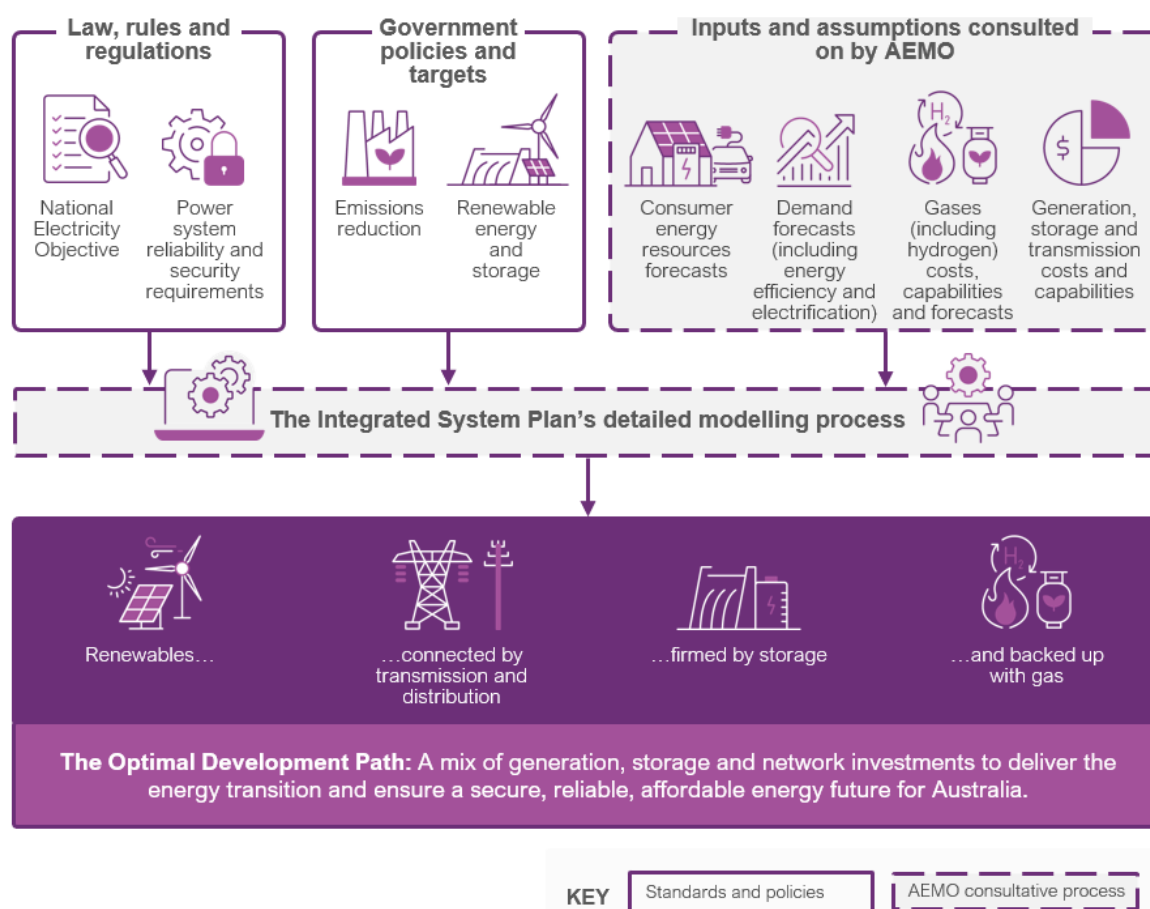 Law, rules and
regulations
National
Electricity
Objective
Power
system
reliability and
security
requirements
Government
policies and
targets
Emissions
reduction
Renewable
energy
and
storage
Inputs and assumptions consulted
on by AEMO
Consumer
energy
resources
forecasts
Demand
forecasts
(including
energy
efficiency and
electrification)
H2
Gases
(including
hydrogen)
costs,
capabilities
and forecasts
$
Generation,
storage and
transmission
costs and
capabilities
The Integrated System Plan’s detailed modelling process
Renewables…
…connected by
transmission and
distribution
…firmed by storage
H2
…and backed up
with gas
The Optimal Development Path: A mix of generation, storage and network investments to deliver the
energy transition and ensure a secure, reliable, affordable energy future for Australia.
KEY
Standards and policies
AEMO consultative process